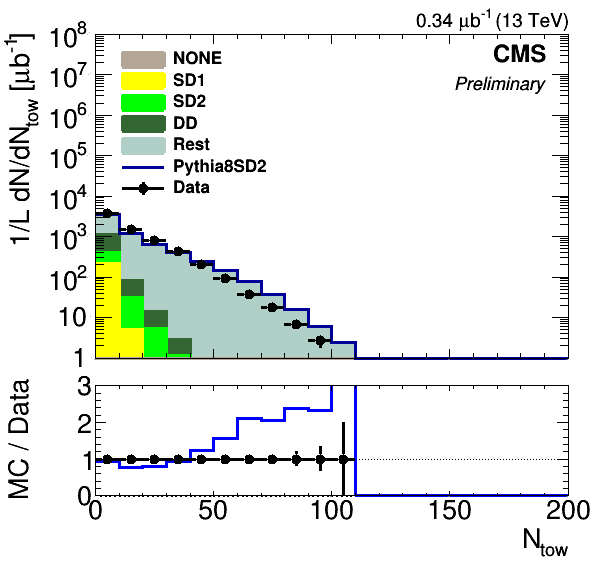 0.34 μb⁻¹ (13 TeV)
CMS
Preliminary
1/L dN/dN_tow [μb⁻¹]
10⁸
10⁷
10⁶
10⁵
10⁴
10³
10²
10
1
NONE
SD1
SD2
DD
Rest
Pythia8SD2
Data
MC / Data
3
2
1
0
0 50 100 150 200
N_tow